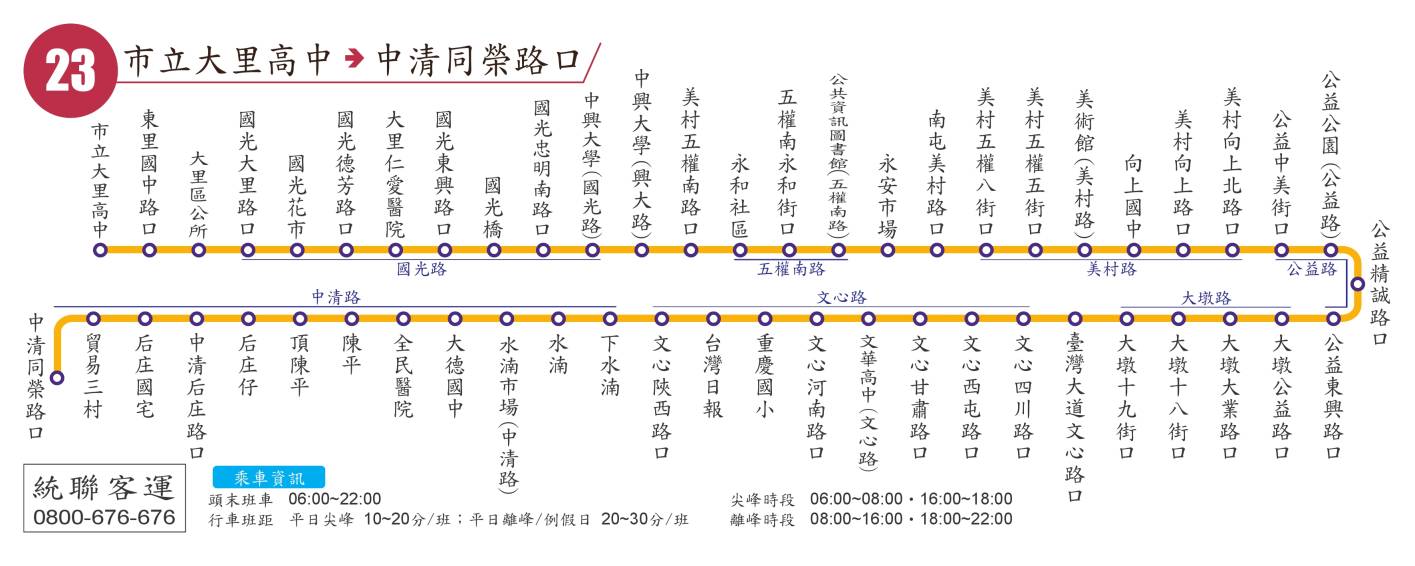 23
市立大里高中➔中清同榮路口
市立大里高中
東里國中路口
大里區公所
國光大里路口
國光花市
國光德芳路口
大里仁愛醫院
國光東興路口
國光橋
國光忠明南路口
中興大學(國光路)
中興大學(興大路)
美村五權南路口
永和社區
五權南永和街口
公共資訊圖書館(五權南路)
永安市場
南屯美村路口
美村五權八街口
美村五權五街口
美術館(美村路)
向上國中
美村向上路口
美村向上北路口
公益中美街口
公益公園(公益路)
公益精誠路口
國光路
五權南路
美村路
公益路
中清路
文心路
大墩路
中清同榮路口
貿易三村
后庄國宅
中清后庄路口
后庄仔
頂陳平
陳平
全民醫院
大德國中
水湳市場(中清路)
水湳
下水湳
文心陝西路口
台灣日報
重慶國小
文心河南路口
文華高中(文心路)
文心甘肅路口
文心西屯路口
文心四川路口
臺灣大道文心路口
大墩十九街口
大墩十八街口
大墩大業路口
大墩公益路口
公益東興路口
統聯客運
0800-676-676
乘車資訊
頭末班車 06:00~22:00
行車班距 平日尖峰 10~20分/班；平日離峰/例假日 20~30分/班
尖峰時段 06:00~08:00・16:00~18:00
離峰時段 08:00~16:00・18:00~22:00